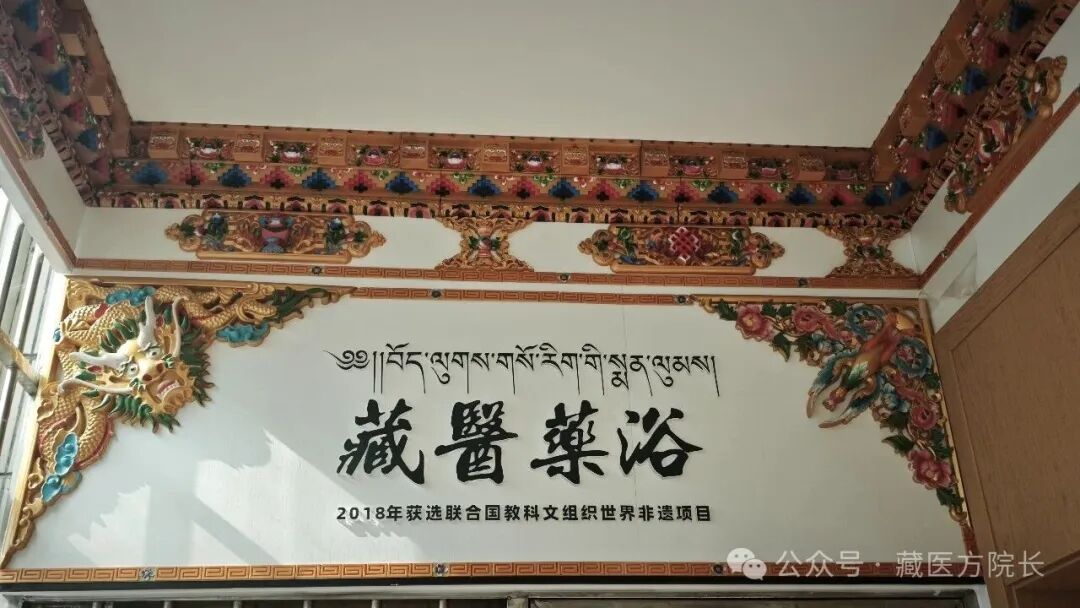 ༄༅།།བོད་ལུགས་གསོ་རིག་གི་སྨན་ལུམས།
藏醫藥浴
2018年获选联合国教科文组织世界非遗项目
公众号·藏医方院长